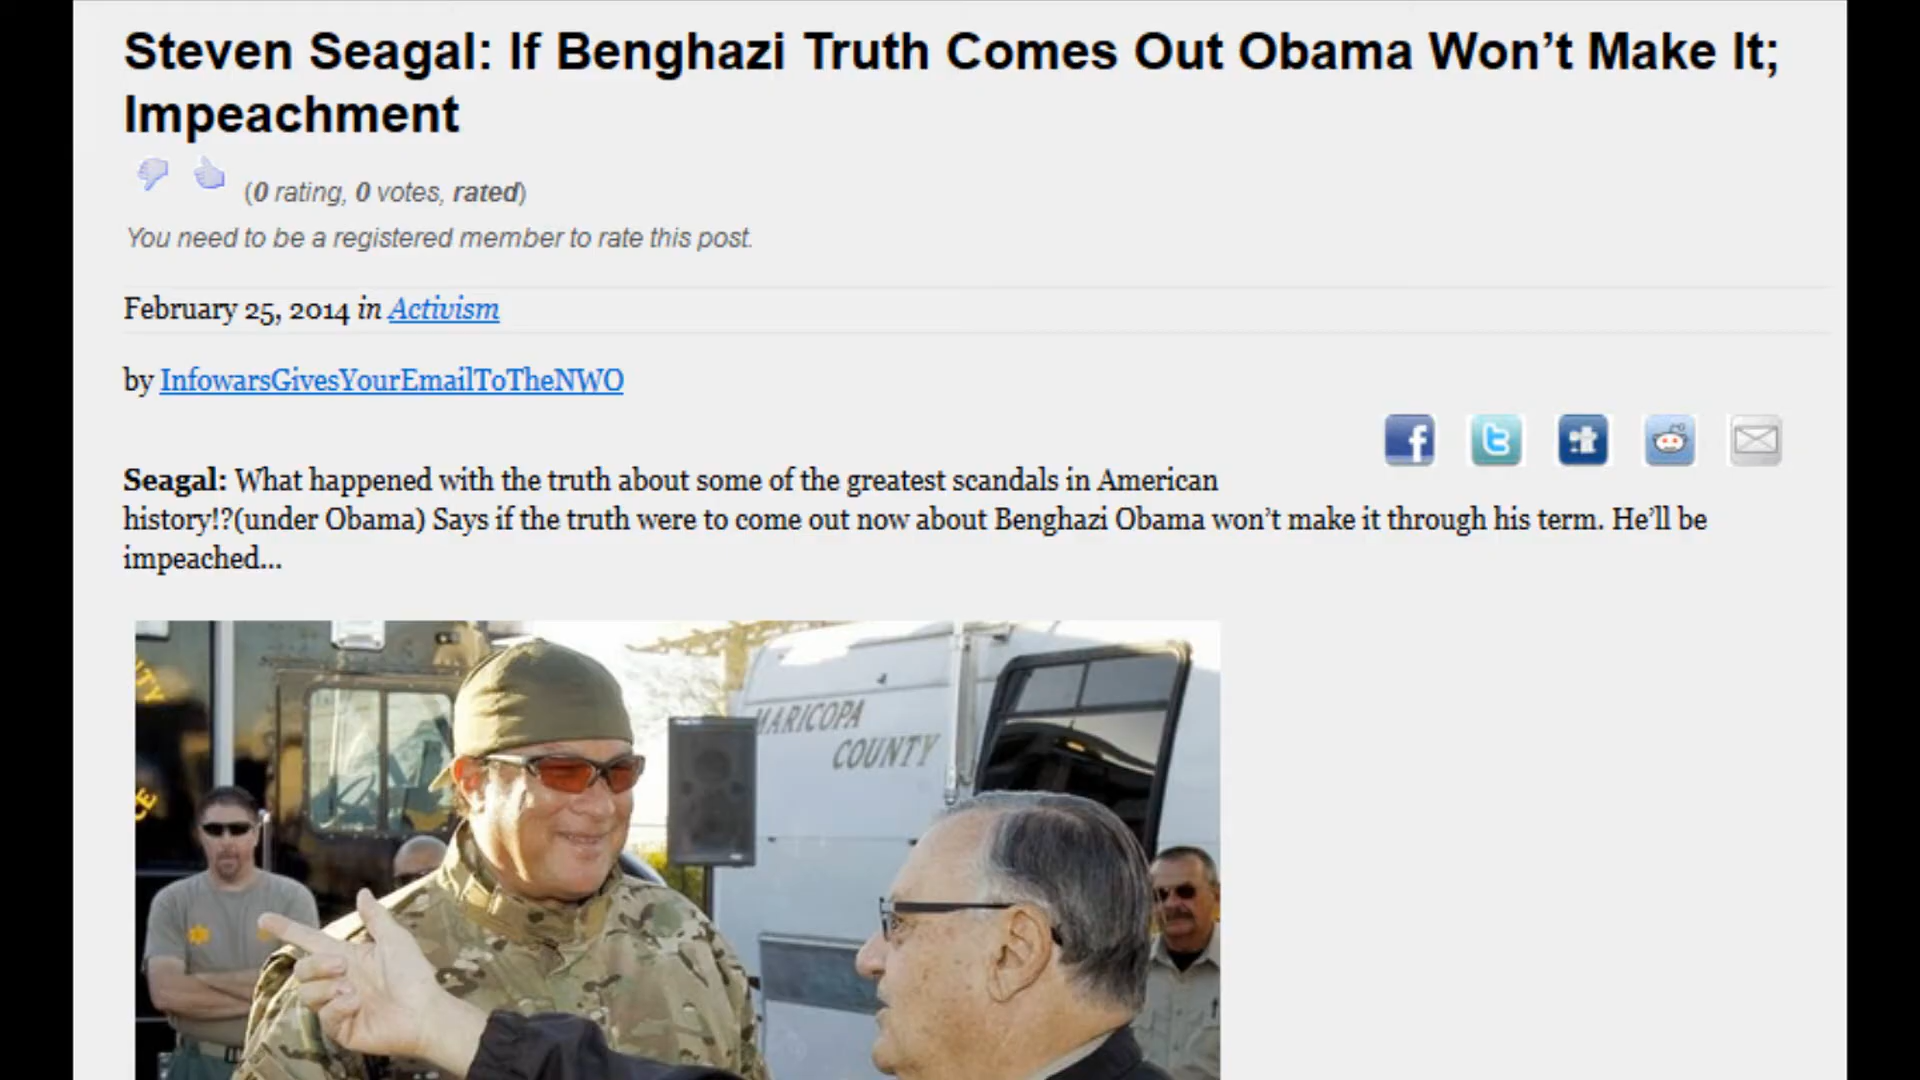 Steven Seagal: If Benghazi Truth Comes Out Obama Won’t Make It;
Impeachment
(0 rating, 0 votes, rated)
You need to be a registered member to rate this post.
February 25, 2014 in Activism
by InfowarsGivesYourEmailToTheNWO
Seagal: What happened with the truth about some of the greatest scandals in American
history!?(under Obama) Says if the truth were to come out now about Benghazi Obama won’t make it through his term. He’ll be
impeached...
MARICOPA
COUNTY